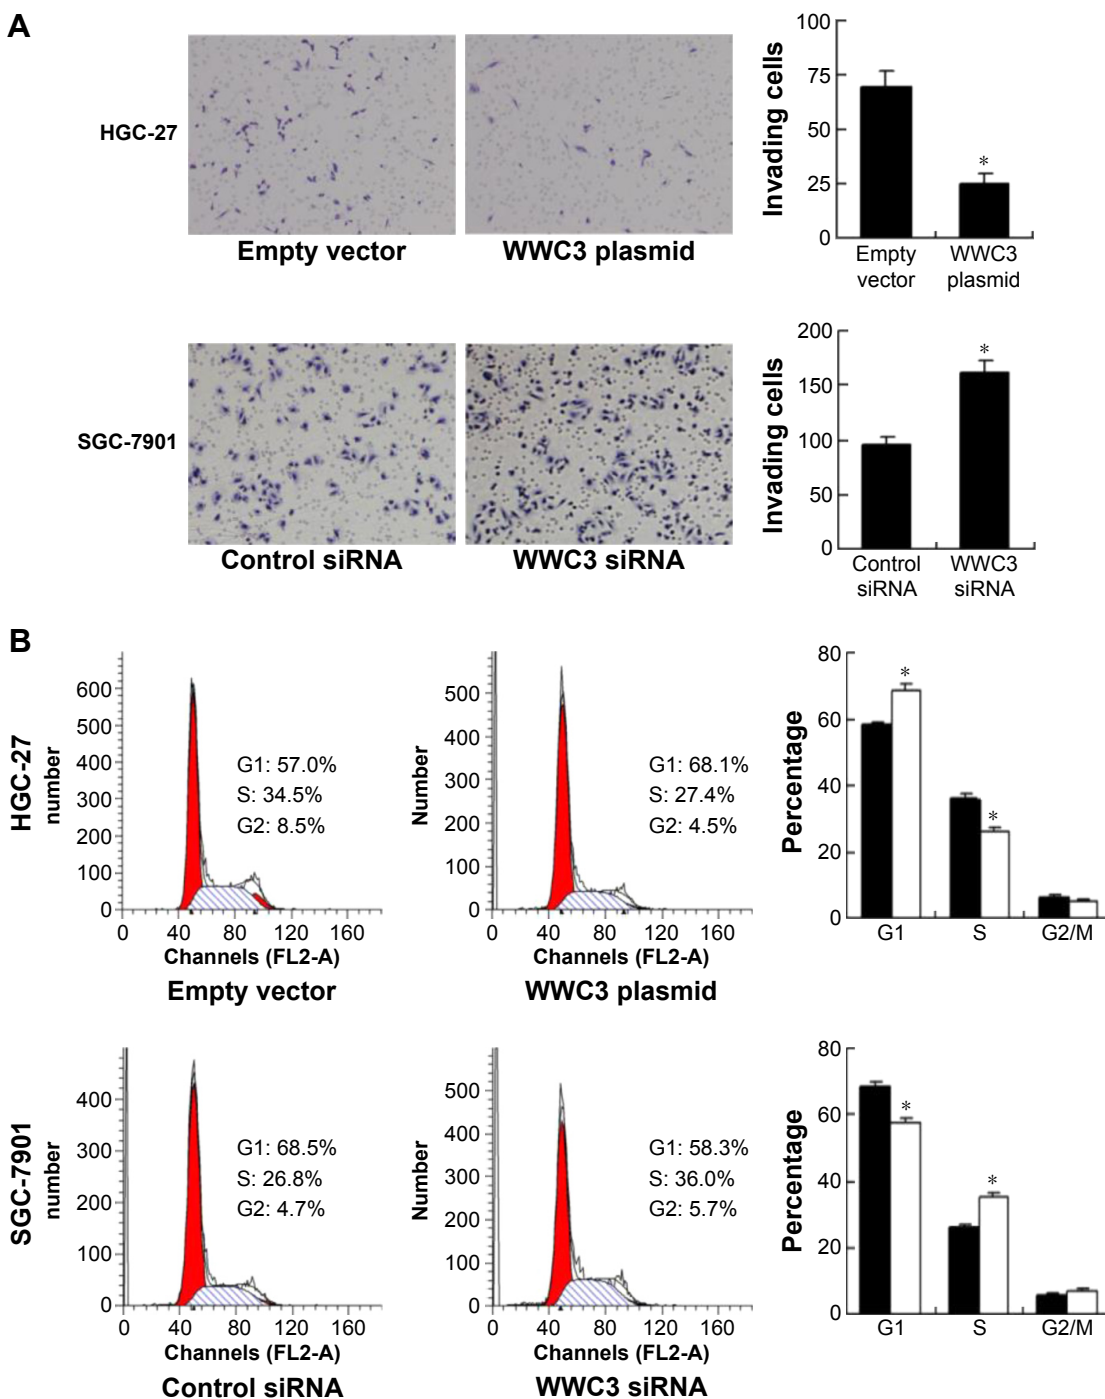 A
HGC-27
Empty vector
WWC3 plasmid
Invading cells
100
75
50
25
0
Empty
vector
WWC3
plasmid
*
SGC-7901
Control siRNA
WWC3 siRNA
Invading cells
200
150
100
50
0
Control
siRNA
WWC3
siRNA
*
B
HGC-27
number
600
500
400
300
200
100
0
G1: 57.0%
S: 34.5%
G2: 8.5%
0 40 80 120 160
Channels (FL2-A)
Empty vector
Number
500
400
300
200
100
0
G1: 68.1%
S: 27.4%
G2: 4.5%
0 40 80 120 160
Channels (FL2-A)
WWC3 plasmid
Percentage
80
60
40
20
0
*
*
G1 S G2/M
SGC-7901
number
400
300
200
100
0
G1: 68.5%
S: 26.8%
G2: 4.7%
0 40 80 120 160
Channels (FL2-A)
Control siRNA
Number
500
400
300
200
100
0
G1: 58.3%
S: 36.0%
G2: 5.7%
0 40 80 120 160
Channels (FL2-A)
WWC3 siRNA
Percentage
80
60
40
20
0
*
*
G1 S G2/M